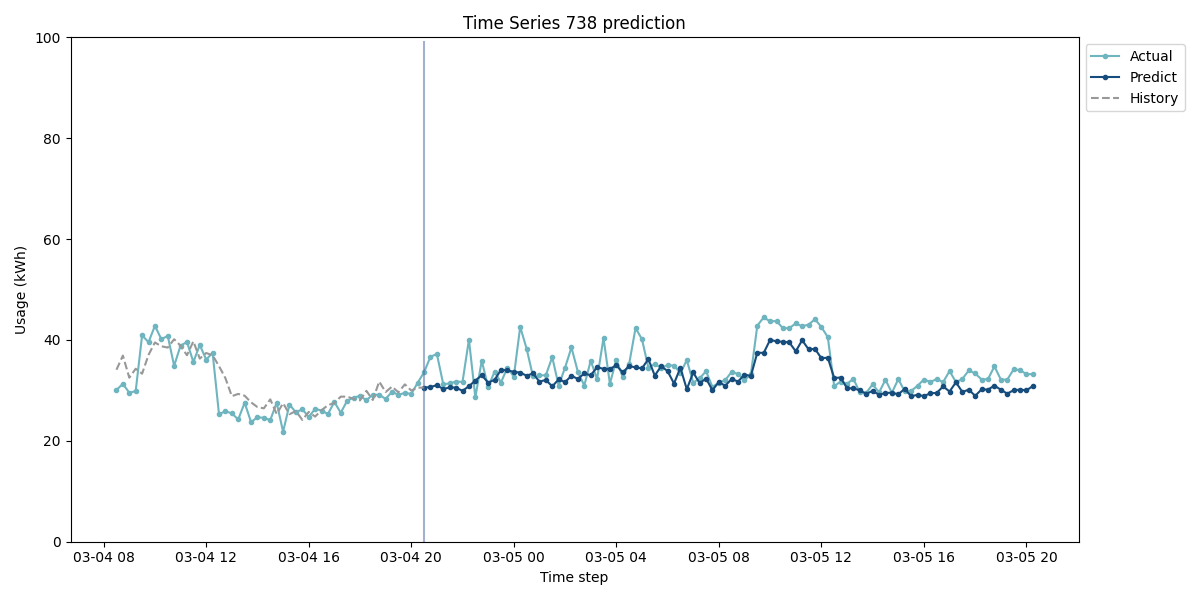 Time Series 738 prediction
Usage (kWh)
100
80
60
40
20
0
03-04 08
03-04 12
03-04 16
03-04 20
03-05 00
03-05 04
03-05 08
03-05 12
03-05 16
03-05 20
Time step
Actual
Predict
History